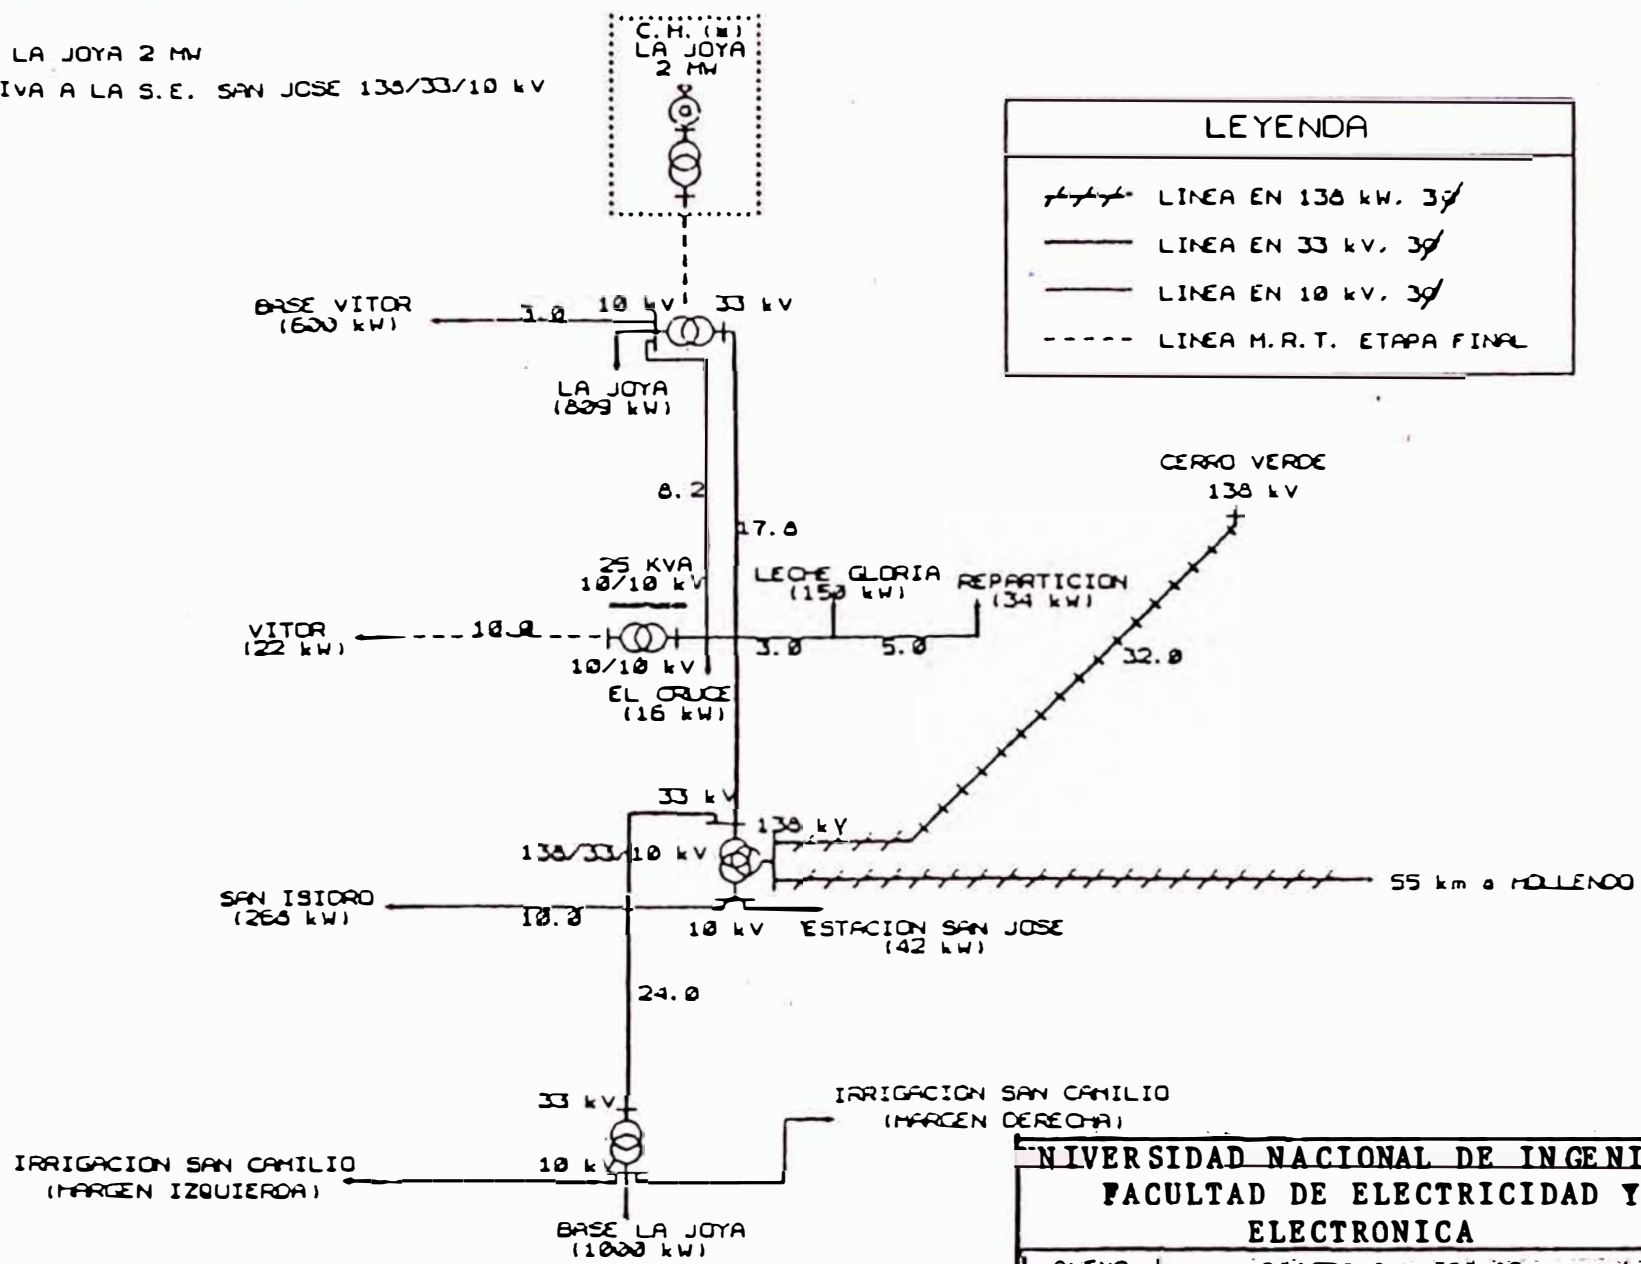 LA JOYA 2 MW
IVA A LA S.E. SAN JOSE 138/33/10 kV
C.H. (*)
LA JOYA
2 MW
LEYENDA
LINEA EN 138 kW. 3Ø
LINEA EN 33 kV. 3Ø
LINEA EN 10 kV. 3Ø
LINEA M.R.T. ETAPA FINAL
BASE VITOR
(600 kW)
3.0
10 kV
33 kV
LA JOYA
(809 kW)
8.2
17.8
CERRO VERDE
138 kV
25 KVA
10/10 kV
LECHE GLORIA
(150 kW)
REPARTICION
(34 kW)
VITOR
(22 kW)
10.0
10/10 kV
3.0
5.0
32.0
EL CRUCE
(16 kW)
33 kV
138 kV
138/33/10 kV
55 km a MOLLENDO
SAN ISIDRO
(268 kW)
10.0
10 kV
ESTACION SAN JOSE
(42 kW)
24.0
33 kV
IRRIGACION SAN CAMILIO
(MARGEN DERECHA)
IRRIGACION SAN CAMILIO
(MARGEN IZQUIERDA)
10 kV
BASE LA JOYA
(1000 kW)
NIVERSIDAD NACIONAL DE INGENI
FACULTAD DE ELECTRICIDAD Y
ELECTRONICA